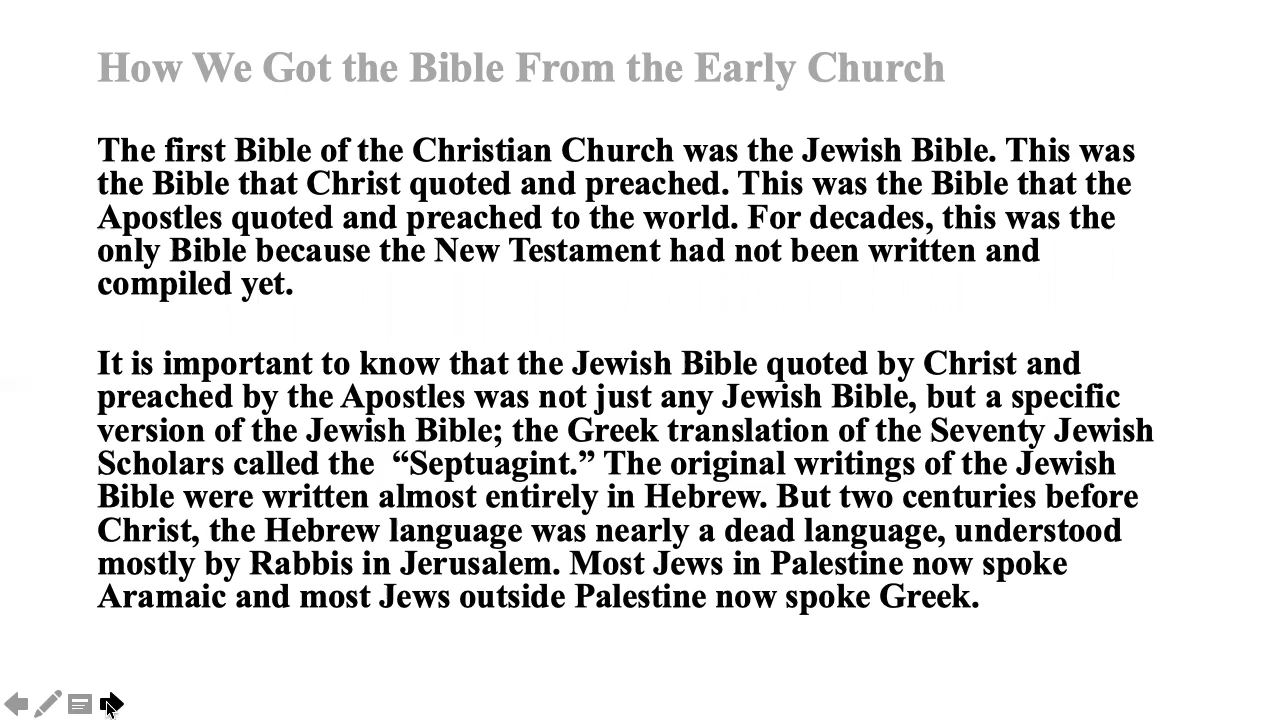 How We Got the Bible From the Early Church
The first Bible of the Christian Church was the Jewish Bible. This was
the Bible that Christ quoted and preached. This was the Bible that the
Apostles quoted and preached to the world. For decades, this was the
only Bible because the New Testament had not been written and
compiled yet.
It is important to know that the Jewish Bible quoted by Christ and
preached by the Apostles was not just any Jewish Bible, but a specific
version of the Jewish Bible; the Greek translation of the Seventy Jewish
Scholars called the  “Septuagint.” The original writings of the Jewish
Bible were written almost entirely in Hebrew. But two centuries before
Christ, the Hebrew language was nearly a dead language, understood
mostly by Rabbis in Jerusalem. Most Jews in Palestine now spoke
Aramaic and most Jews outside Palestine now spoke Greek.